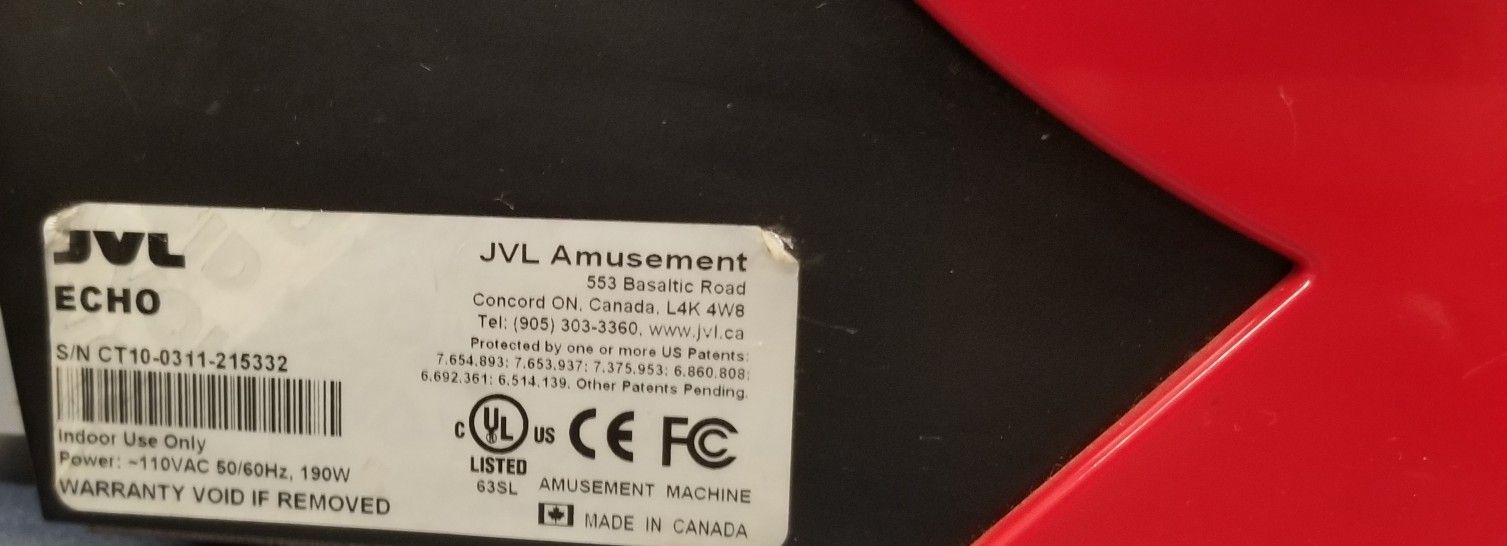 JVL
ECHO
S/N CT10-0311-215332
Indoor Use Only
Power: ~110VAC 50/60Hz, 190W
WARRANTY VOID IF REMOVED
JVL Amusement
553 Basaltic Road
Concord ON, Canada, L4K 4W8
Tel: (905) 303-3360, www.jvl.ca
Protected by one or more US Patents:
7.654.893; 7.653.937; 7.375.953; 6.860.808;
6.692.361; 6.514.139. Other Patents Pending.
C UL US CE FC
LISTED
63SL AMUSEMENT MACHINE
MADE IN CANADA